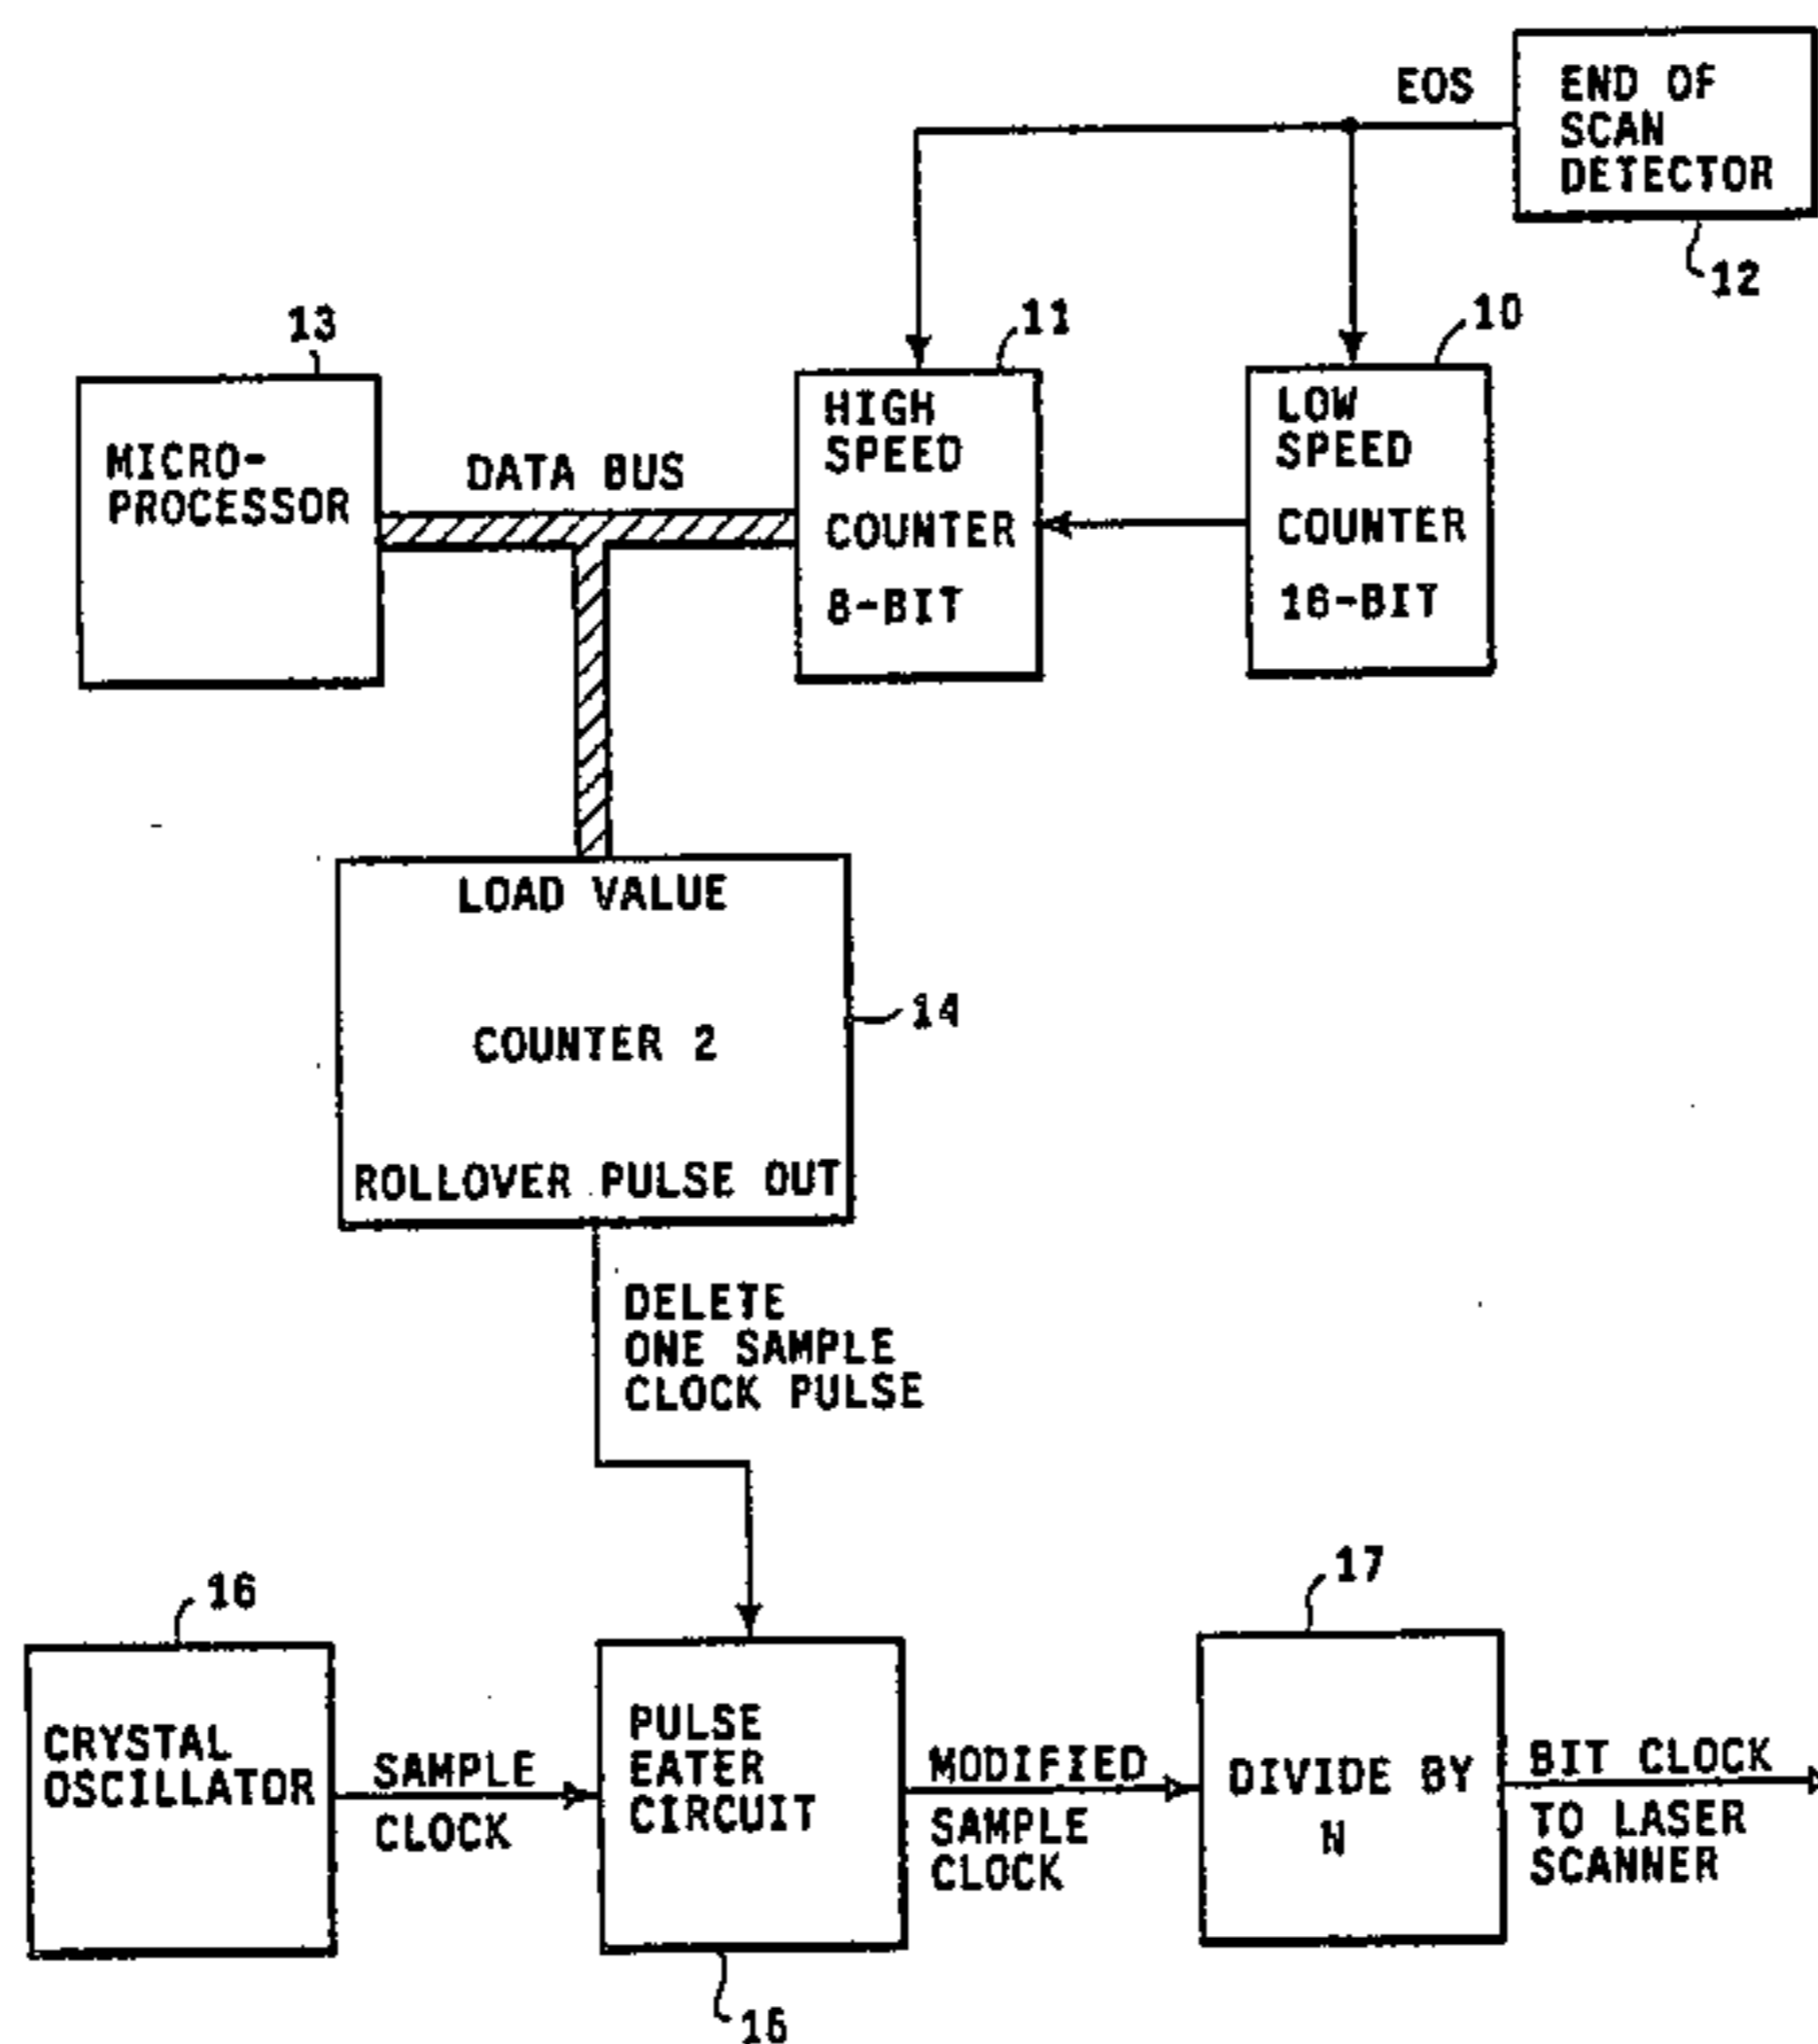 EOS
END OF
SCAN
DETECTOR
12
13
11
10
MICRO-
PROCESSOR
DATA BUS
HIGH
SPEED
COUNTER
8-BIT
LOW
SPEED
COUNTER
16-BIT
LOAD VALUE
COUNTER 2
14
ROLLOVER PULSE OUT
DELETE
ONE SAMPLE
CLOCK PULSE
16
17
CRYSTAL
OSCILLATOR
SAMPLE
CLOCK
PULSE
EATER
CIRCUIT
MODIFIED
SAMPLE
CLOCK
DIVIDE BY
N
BIT CLOCK
TO LASER
SCANNER
15